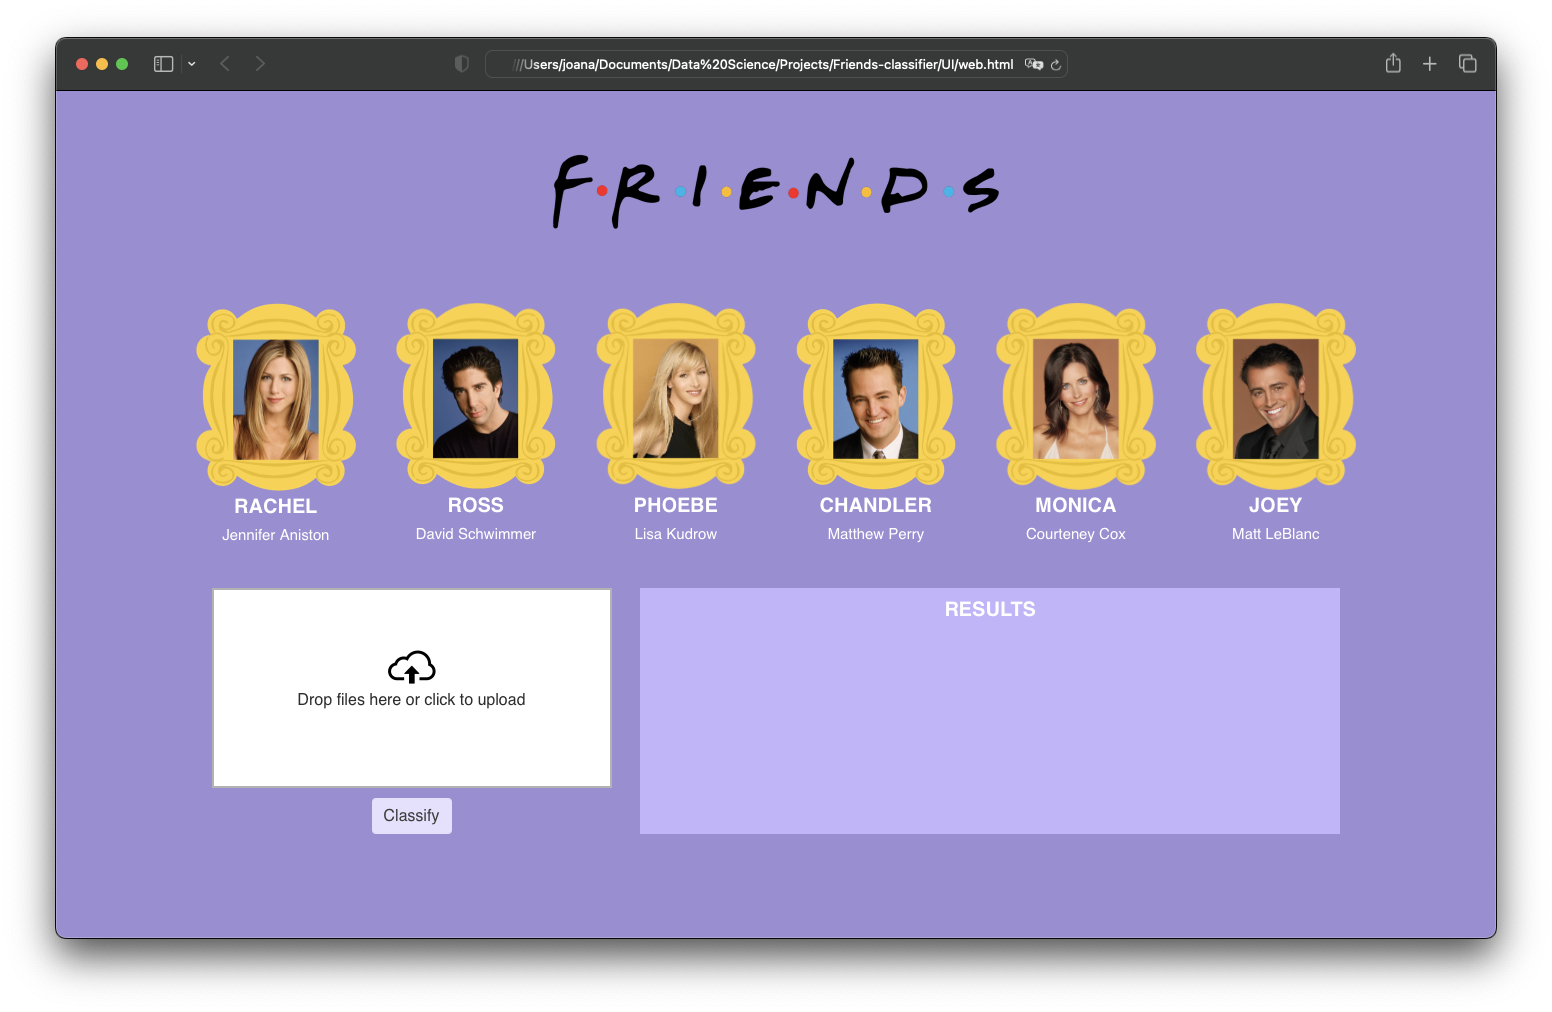 ///Users/joana/Documents/Data%20Science/Projects/Friends-classifier/UI/web.html
F•R•I•E•N•D•S
RACHEL ROSS PHOEBE CHANDLER MONICA JOEY
Jennifer Aniston David Schwimmer Lisa Kudrow Matthew Perry Courteney Cox Matt LeBlanc
RESULTS
Drop files here or click to upload
Classify